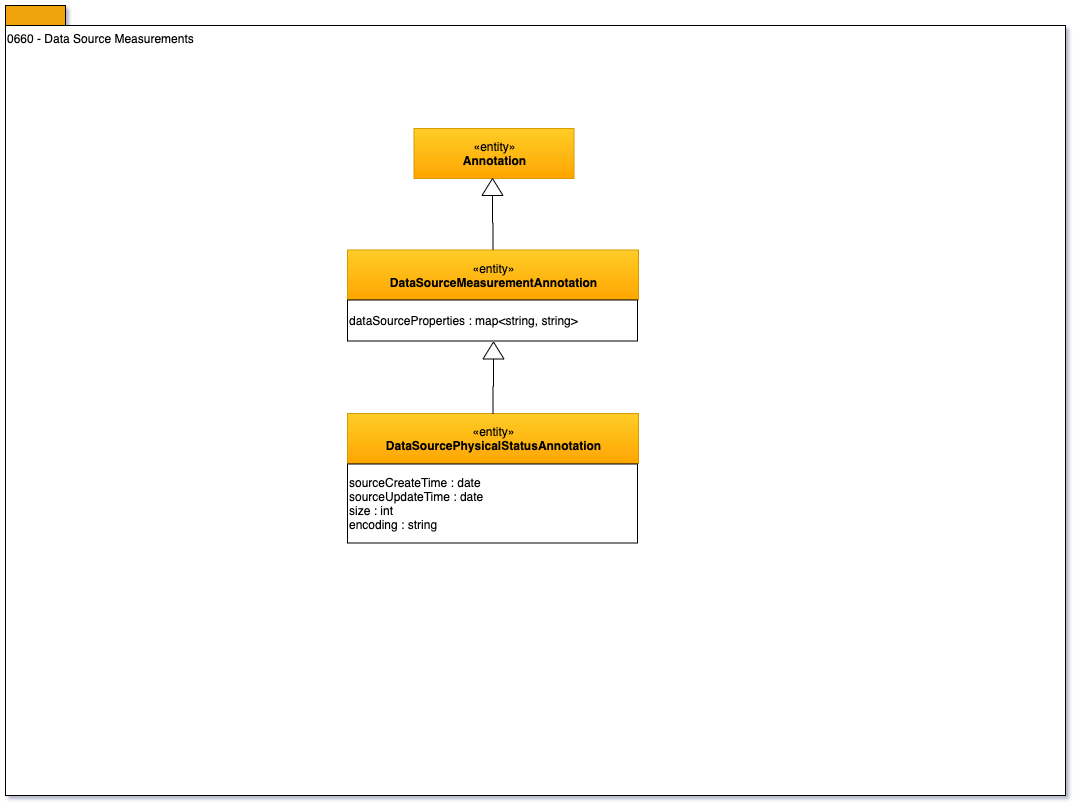 0660 - Data Source Measurements
«entity»
Annotation
«entity»
DataSourceMeasurementAnnotation
dataSourceProperties : map<string, string>
«entity»
DataSourcePhysicalStatusAnnotation
sourceCreateTime : date
sourceUpdateTime : date
size : int
encoding : string